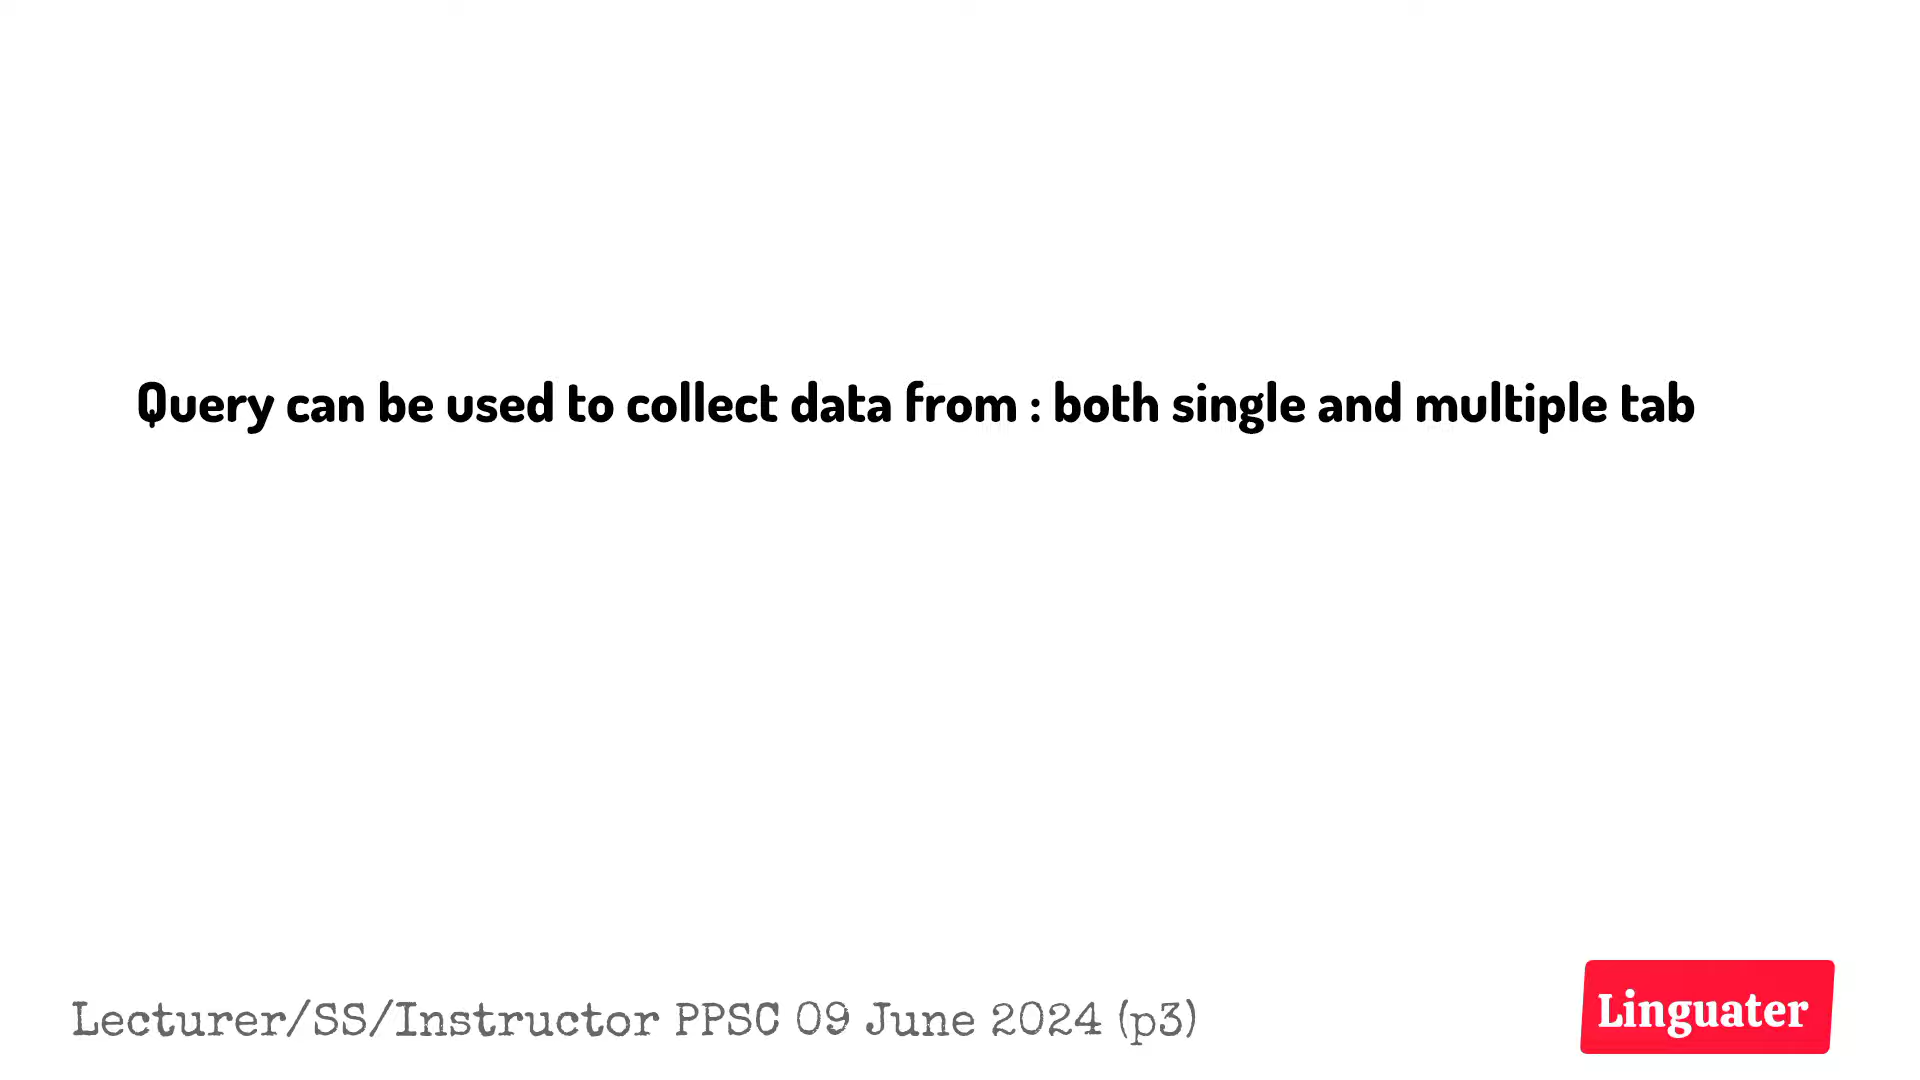 Query can be used to collect data from : both single and multiple tab
Lecturer/SS/Instructor PPSC 09 June 2024 (p3)
Linguater